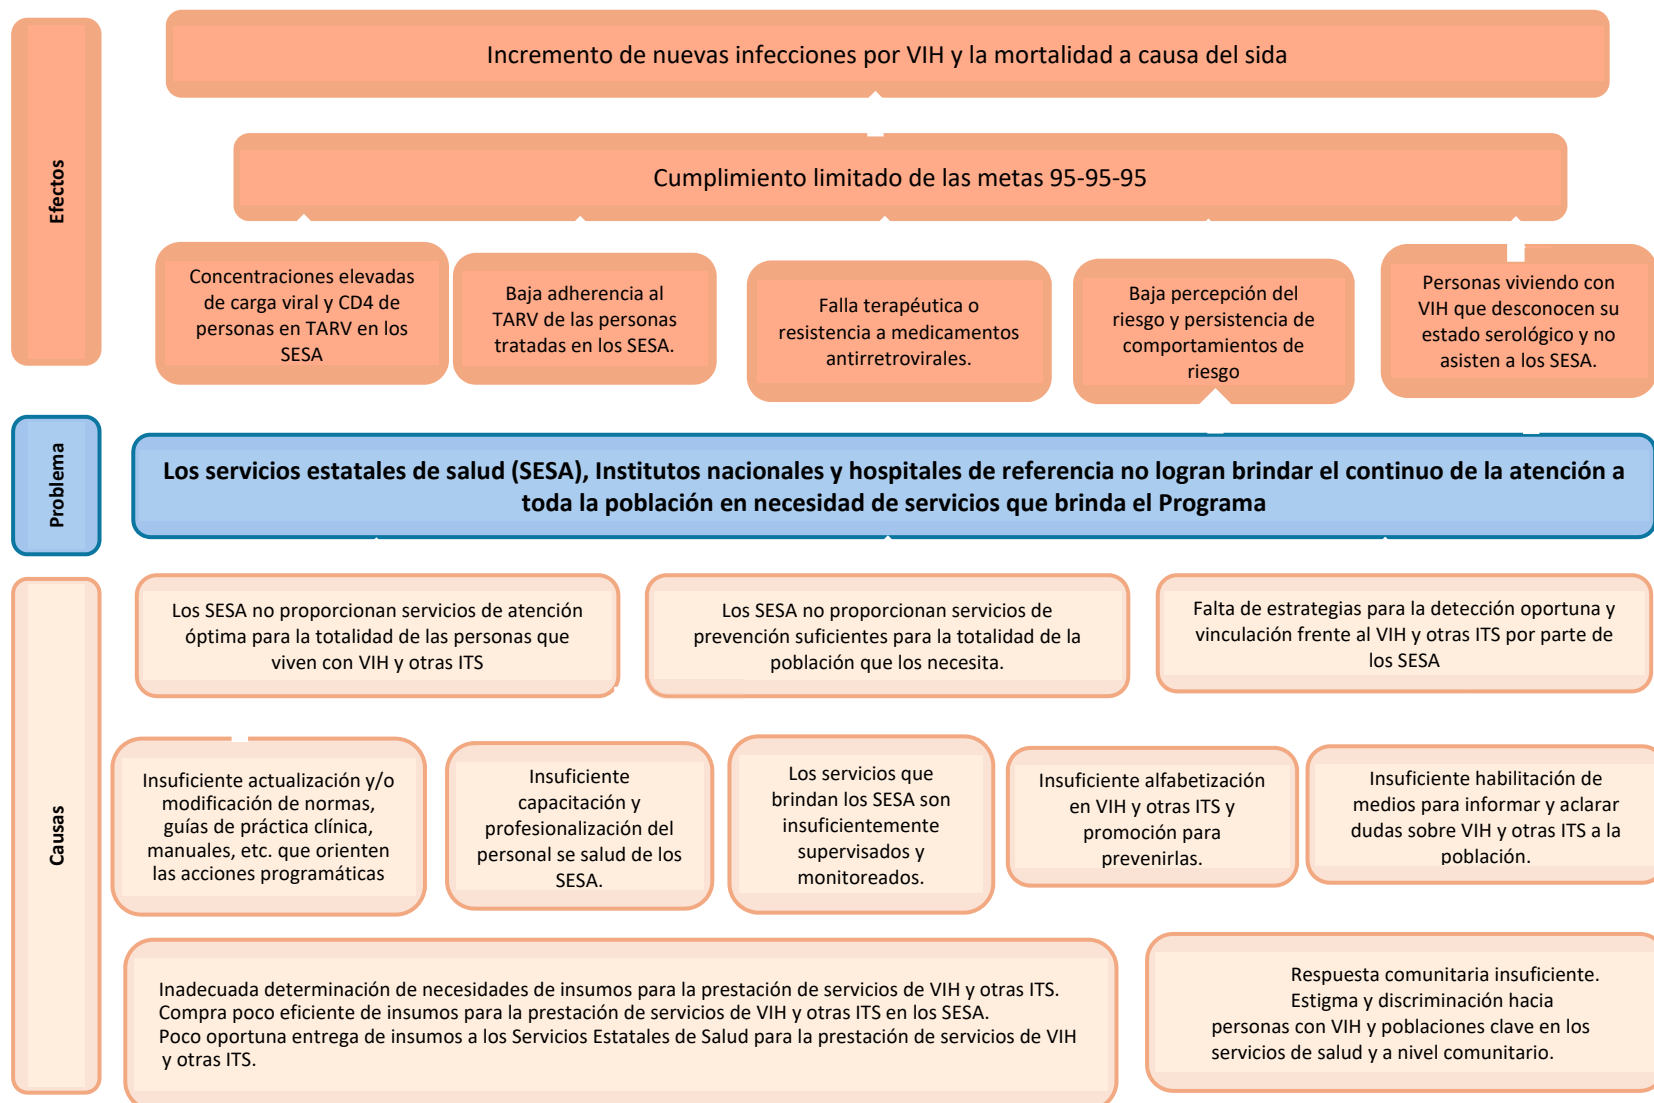 Efectos
Incremento de nuevas infecciones por VIH y la mortalidad a causa del sida
Cumplimiento limitado de las metas 95-95-95
Concentraciones elevadas
de carga viral y CD4 de
personas en TARV en los
SESA
Baja adherencia al
TARV de las personas
tratadas en los SESA.
Falla terapéutica o
resistencia a medicamentos
antirretrovirales.
Baja percepción del
riesgo y persistencia de
comportamientos de
riesgo
Personas viviendo con
VIH que desconocen su
estado serológico y no
asisten a los SESA.
Problema
Los servicios estatales de salud (SESA), Institutos nacionales y hospitales de referencia no logran brindar el continuo de la atención a
toda la población en necesidad de servicios que brinda el Programa
Causas
Los SESA no proporcionan servicios de atención
óptima para la totalidad de las personas que
viven con VIH y otras ITS
Los SESA no proporcionan servicios de
prevención suficientes para la totalidad de la
población que los necesita.
Falta de estrategias para la detección oportuna y
vinculación frente al VIH y otras ITS por parte de
los SESA
Insuficiente actualización y/o
modificación de normas,
guías de práctica clínica,
manuales, etc. que orienten
las acciones programáticas
Insuficiente
capacitación y
profesionalización del
personal se salud de los
SESA.
Los servicios que
brindan los SESA son
insuficientemente
supervisados y
monitoreados.
Insuficiente alfabetización
en VIH y otras ITS y
promoción para
prevenirlas.
Insuficiente habilitación de
medios para informar y aclarar
dudas sobre VIH y otras ITS a la
población.
Inadecuada determinación de necesidades de insumos para la prestación de servicios de VIH y otras ITS.
Compra poco eficiente de insumos para la prestación de servicios de VIH y otras ITS en los SESA.
Poco oportuna entrega de insumos a los Servicios Estatales de Salud para la prestación de servicios de VIH
y otras ITS.
Respuesta comunitaria insuficiente.
Estigma y discriminación hacia
personas con VIH y poblaciones clave en los
servicios de salud y a nivel comunitario.